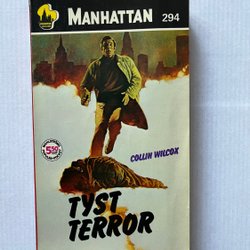 MANHATTAN 294
COLLIN WILCOX
TYST
TERROR